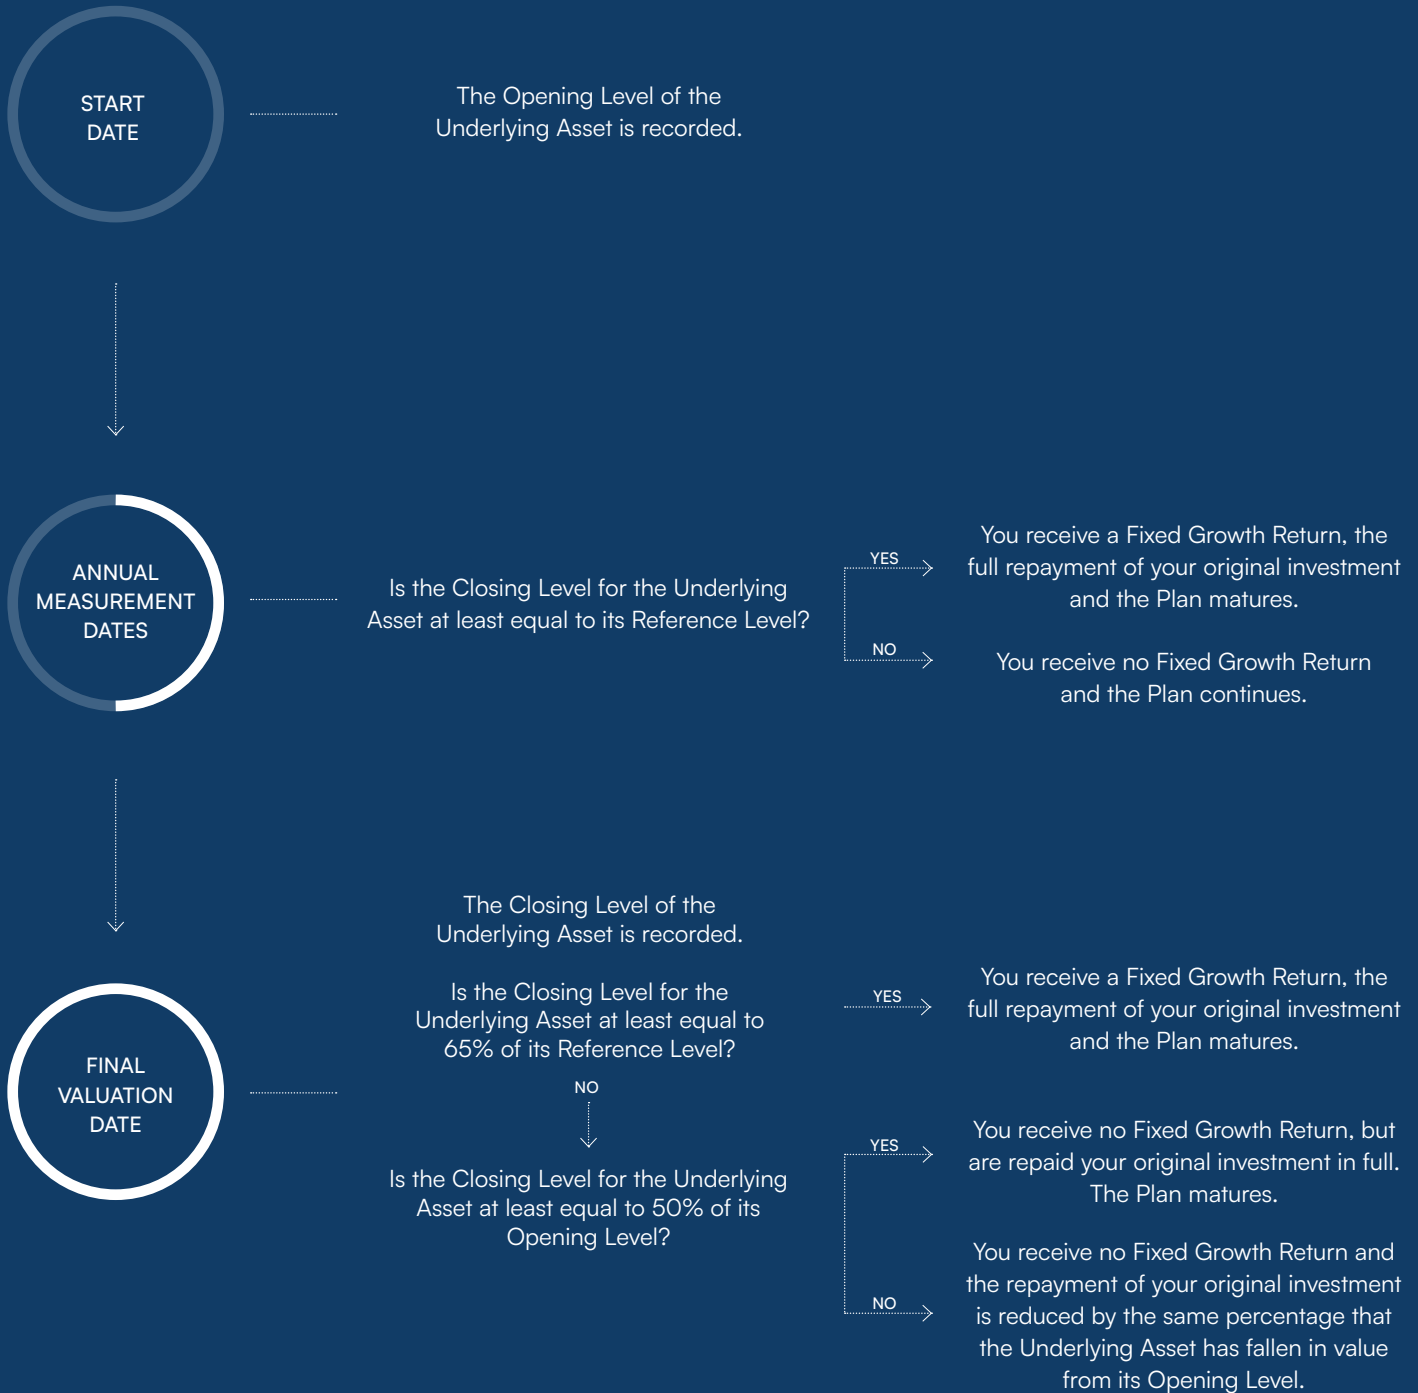 START
DATE
The Opening Level of the
Underlying Asset is recorded.
ANNUAL
MEASUREMENT
DATES
Is the Closing Level for the Underlying
Asset at least equal to its Reference Level?
YES
You receive a Fixed Growth Return, the
full repayment of your original investment
and the Plan matures.
NO
You receive no Fixed Growth Return
and the Plan continues.
FINAL
VALUATION
DATE
The Closing Level of the
Underlying Asset is recorded.
Is the Closing Level for the
Underlying Asset at least equal to
65% of its Reference Level?
YES
You receive a Fixed Growth Return, the
full repayment of your original investment
and the Plan matures.
NO
Is the Closing Level for the Underlying
Asset at least equal to 50% of its
Opening Level?
YES
You receive no Fixed Growth Return, but
are repaid your original investment in full.
The Plan matures.
NO
You receive no Fixed Growth Return and
the repayment of your original investment
is reduced by the same percentage that
the Underlying Asset has fallen in value
from its Opening Level.